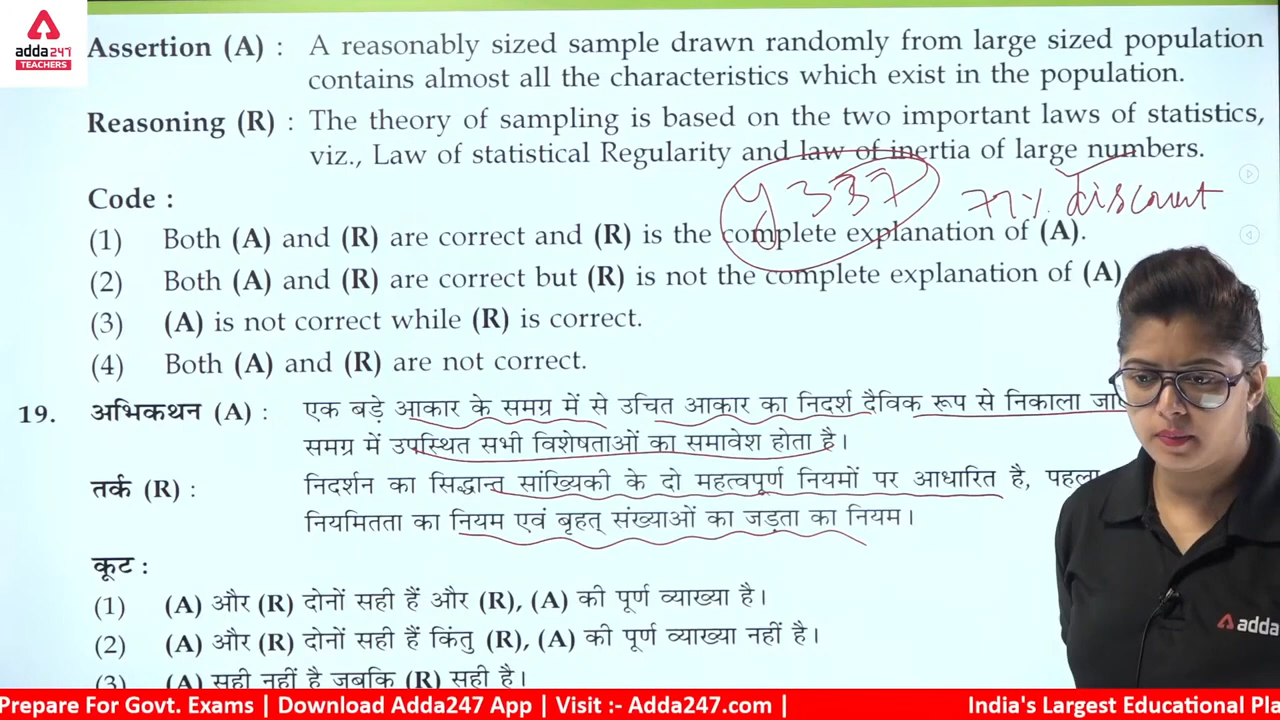 adda247
TEACHERS
Assertion (A) : A reasonably sized sample drawn randomly from large sized population
contains almost all the characteristics which exist in the population.
Reasoning (R) : The theory of sampling is based on the two important laws of statistics,
viz., Law of statistical Regularity and law of inertia of large numbers.
y337 77% discount
Code :
(1) Both (A) and (R) are correct and (R) is the complete explanation of (A).
(2) Both (A) and (R) are correct but (R) is not the complete explanation of (A)
(3) (A) is not correct while (R) is correct.
(4) Both (A) and (R) are not correct.
19. अभिकथन (A) : एक बड़े आकार के समग्र में से उचित आकार का निदर्श दैविक रूप से निकाला जा
समग्र में उपस्थित सभी विशेषताओं का समावेश होता है।
तर्क (R) : निदर्शन का सिद्धान्त सांख्यिकी के दो महत्वपूर्ण नियमों पर आधारित है, पहला
नियमितता का नियम एवं बृहत् संख्याओं का जड़ता का नियम।
कूट :
(1) (A) और (R) दोनों सही हैं और (R), (A) की पूर्ण व्याख्या है।
(2) (A) और (R) दोनों सही हैं किंतु (R), (A) की पूर्ण व्याख्या नहीं है।
(3) (A) सही नहीं है जबकि (R) सही है।
adda
Prepare For Govt. Exams | Download Adda247 App | Visit :- Adda247.com | India's Largest Educational Pla